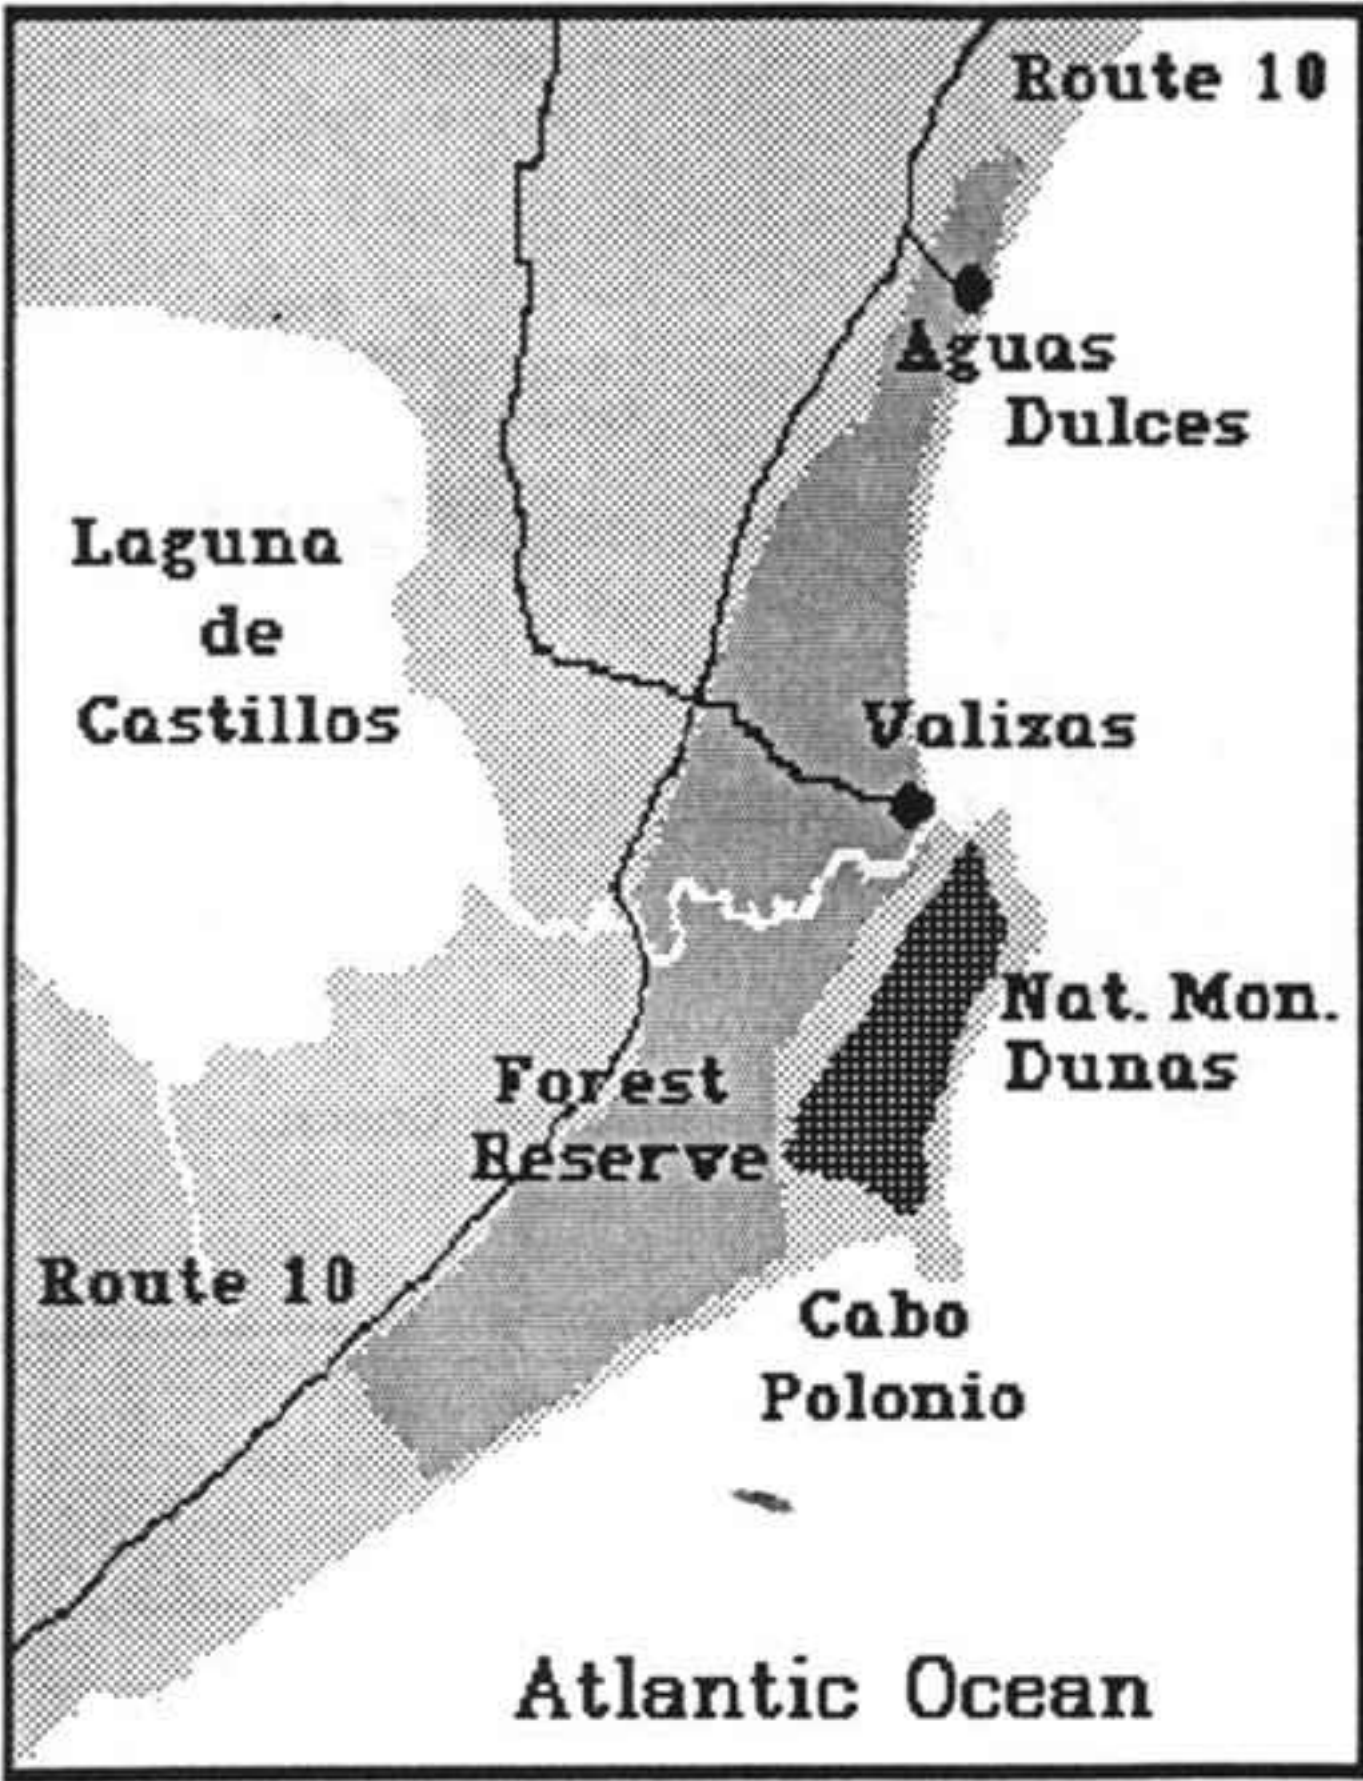 Route 10
Aguas
Dulces
Laguna
de
Castillos
Valizas
Nat. Mon.
Dunas
Forest
Reserve
Route 10
Cabo
Polonio
Atlantic Ocean